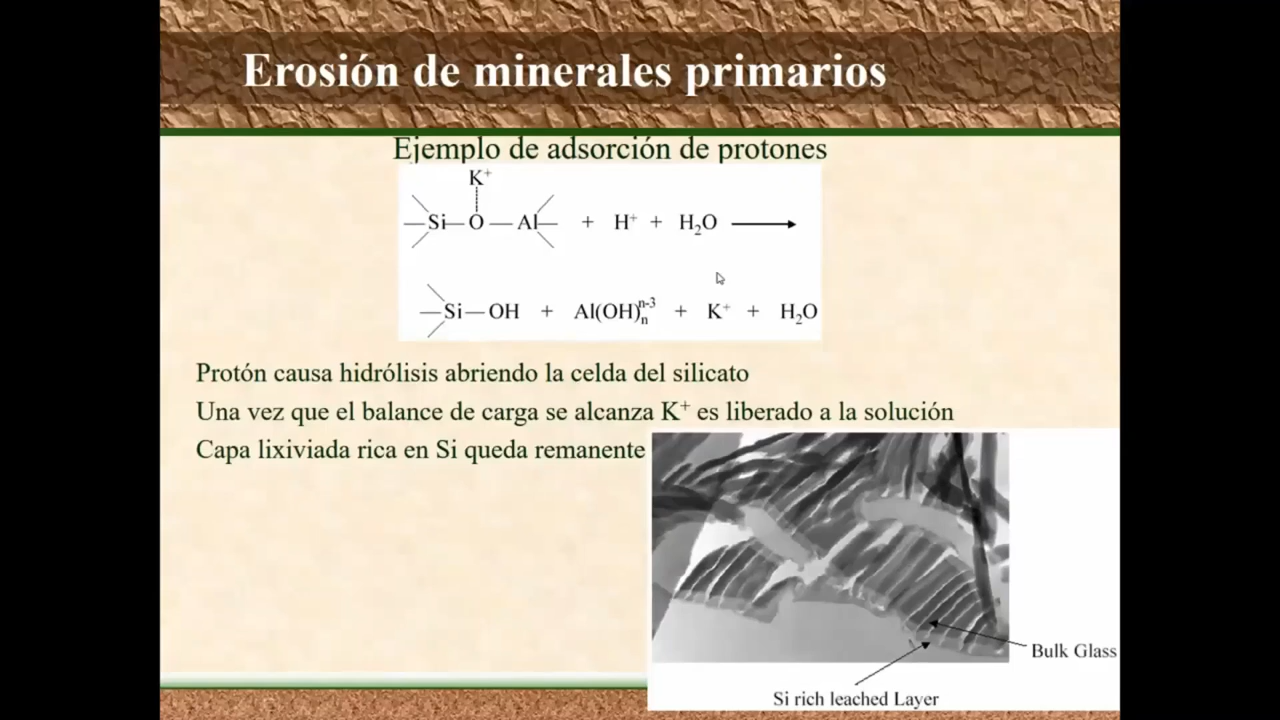 Erosión de minerales primarios
Ejemplo de adsorción de protones
K⁺
Si—O—Al + H⁺ + H₂O ⟶
Si—OH + Al(OH)ₙⁿ⁻³ + K⁺ + H₂O
Protón causa hidrólisis abriendo la celda del silicato
Una vez que el balance de carga se alcanza K⁺ es liberado a la solución
Capa lixiviada rica en Si queda remanente
Bulk Glass
Si rich leached Layer